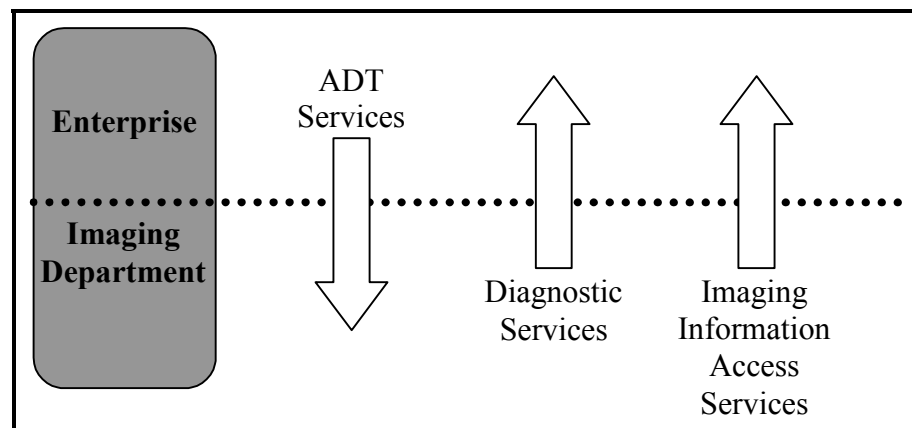 Enterprise
Imaging
Department
ADT
Services
Diagnostic
Services
Imaging
Information
Access
Services